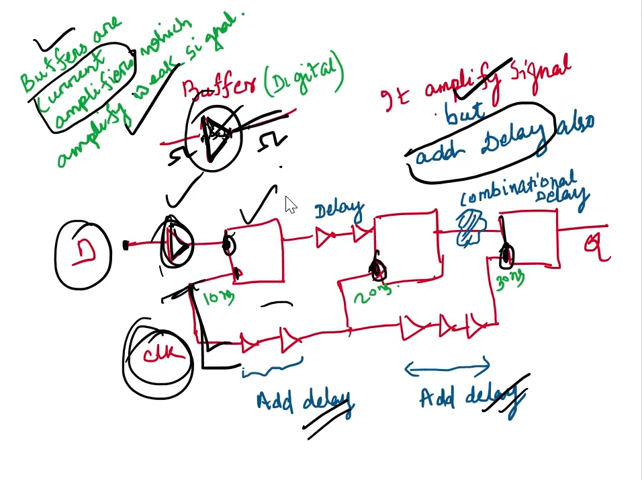 Buffers are
Current
amplifiers which
amplify weak signal.
Buffer (Digital)
It amplify signal
but
add Delay also
Combinational
Delay
Delay
D
Q
10ns
20ns
30ns
Clk
Add delay
Add delay